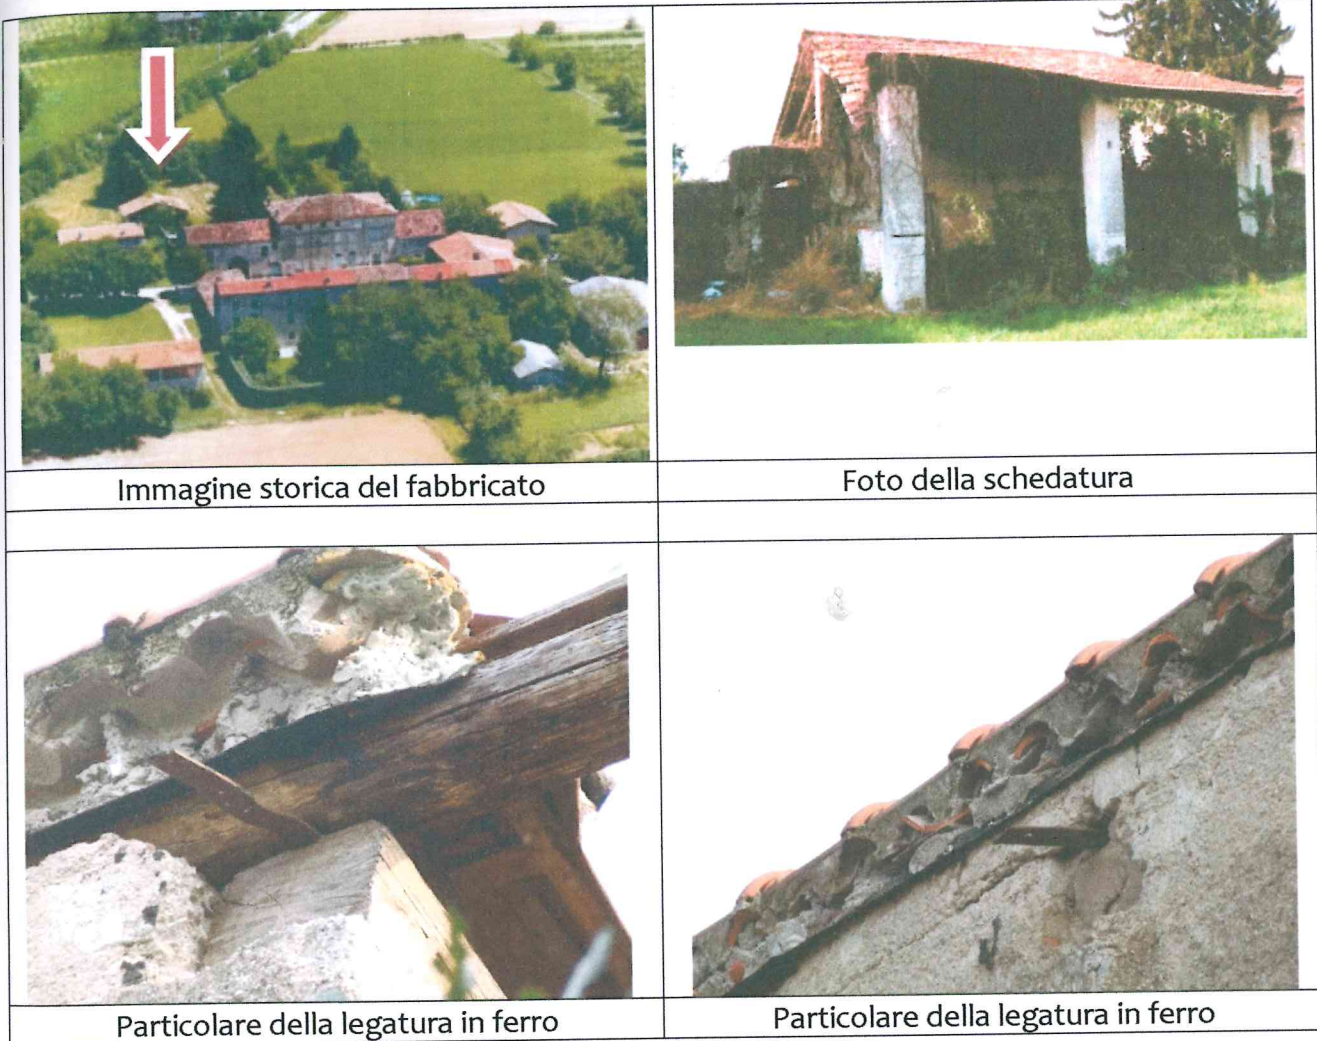 Immagine storica del fabbricato
Foto della schedatura
Particolare della legatura in ferro
Particolare della legatura in ferro